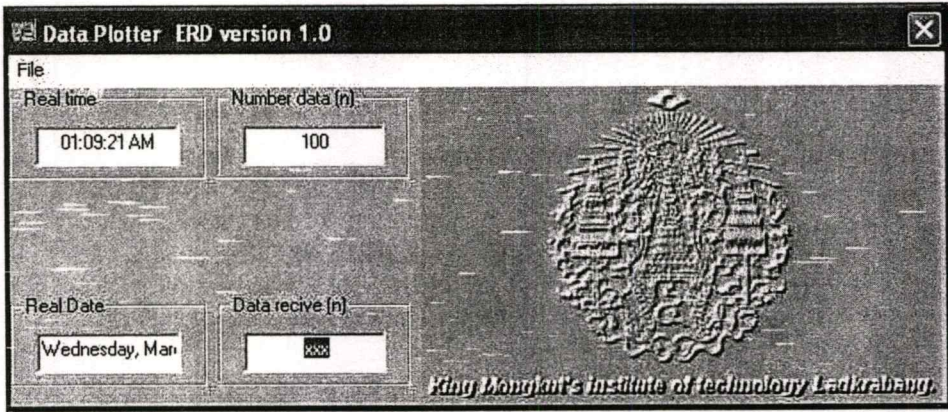 Data Plotter ERD version 1.0
File
Real time
Number data (n)
01:09:21 AM
100
Real Date
Data recive (n)
Wednesday, Mar
xxx
King Mongkut's institute of technology Ladkrabang.